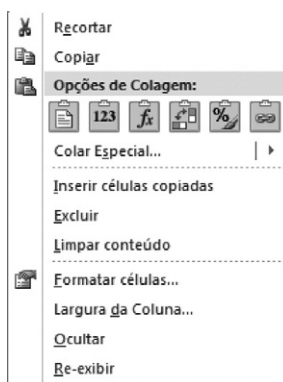 Recortar
Copiar
Opções de Colagem:
123 fx %
Colar Especial...
Inserir células copiadas
Excluir
Limpar conteúdo
Formatar células...
Largura da Coluna...
Ocultar
Re-exibir